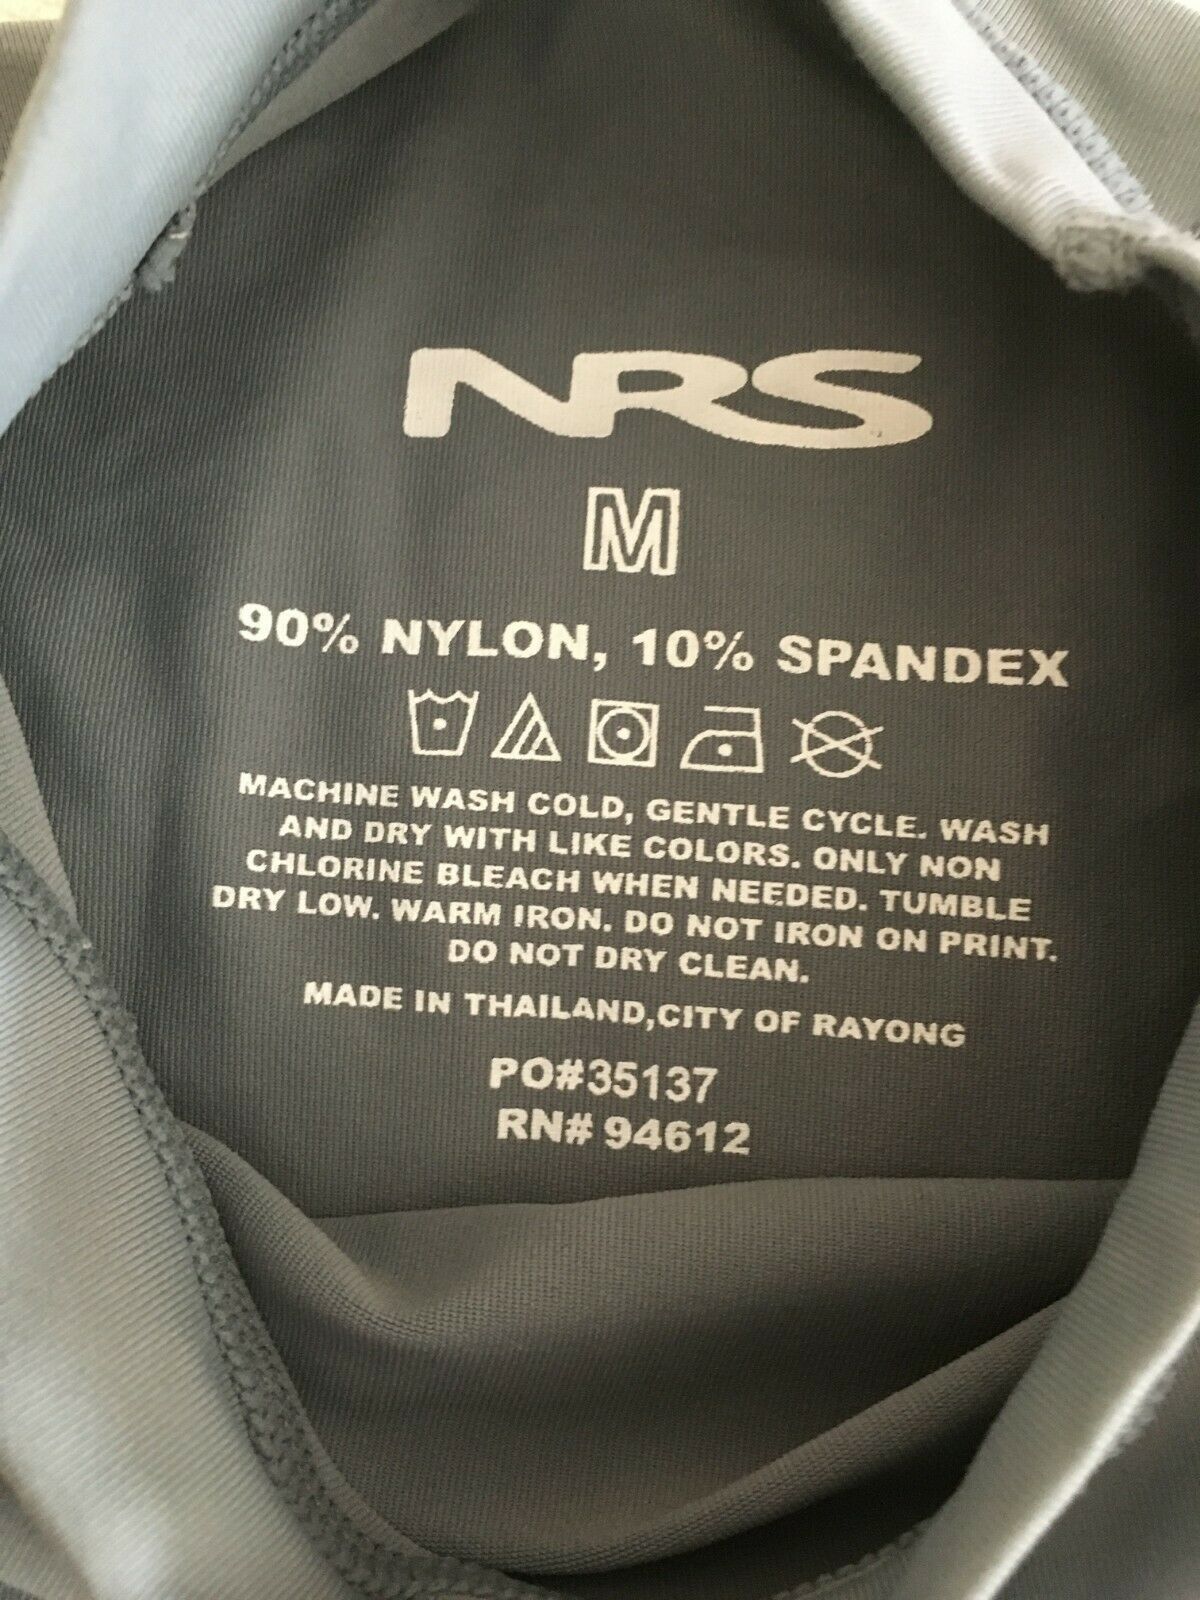 NRS
M
90% NYLON, 10% SPANDEX
MACHINE WASH COLD, GENTLE CYCLE. WASH
AND DRY WITH LIKE COLORS. ONLY NON
CHLORINE BLEACH WHEN NEEDED. TUMBLE
DRY LOW. WARM IRON. DO NOT IRON ON PRINT.
DO NOT DRY CLEAN.
MADE IN THAILAND,CITY OF RAYONG
PO#35137
RN# 94612